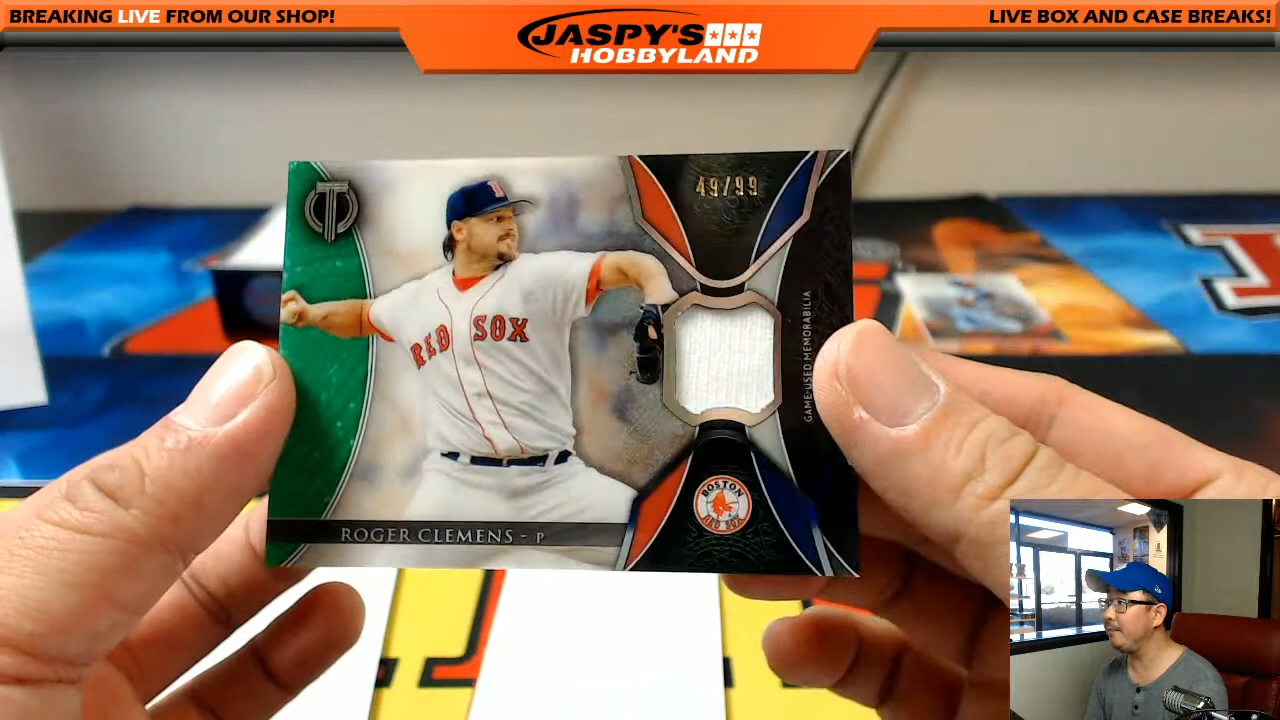 BREAKING LIVE FROM OUR SHOP!
JASPY'S
HOBBYLAND
LIVE BOX AND CASE BREAKS!
49/99
RED SOX
GAME-USED MEMORABILIA
BOSTON
RED SOX
ROGER CLEMENS - P